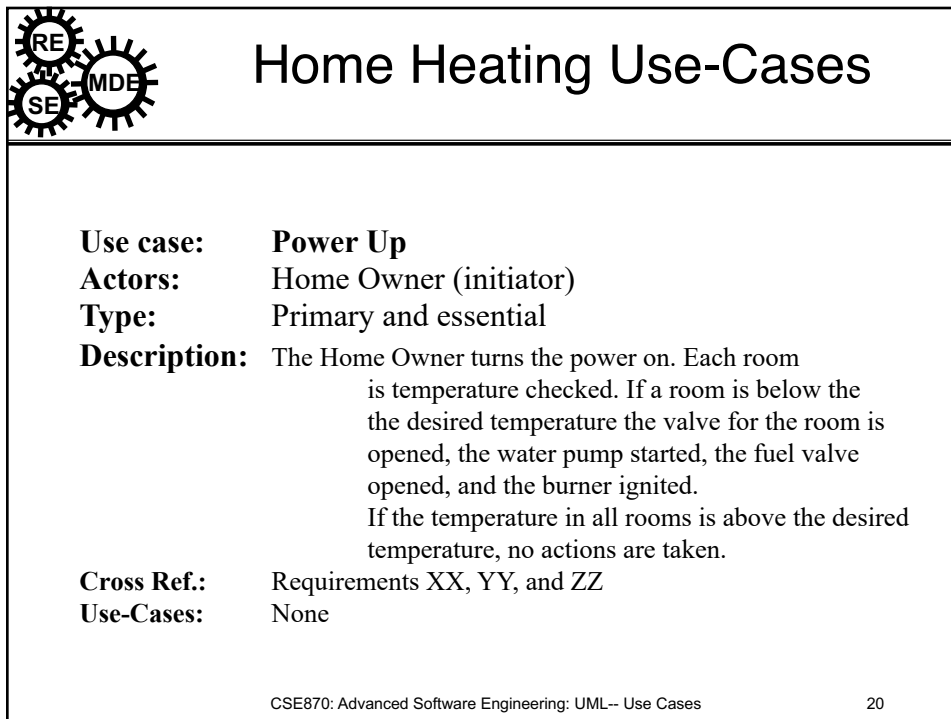 RE
MDE
SE
Home Heating Use-Cases
Use case: Power Up
Actors: Home Owner (initiator)
Type: Primary and essential
Description: The Home Owner turns the power on. Each room
is temperature checked. If a room is below the
the desired temperature the valve for the room is
opened, the water pump started, the fuel valve
opened, and the burner ignited.
If the temperature in all rooms is above the desired
temperature, no actions are taken.
Cross Ref.: Requirements XX, YY, and ZZ
Use-Cases: None
CSE870: Advanced Software Engineering: UML-- Use Cases 20